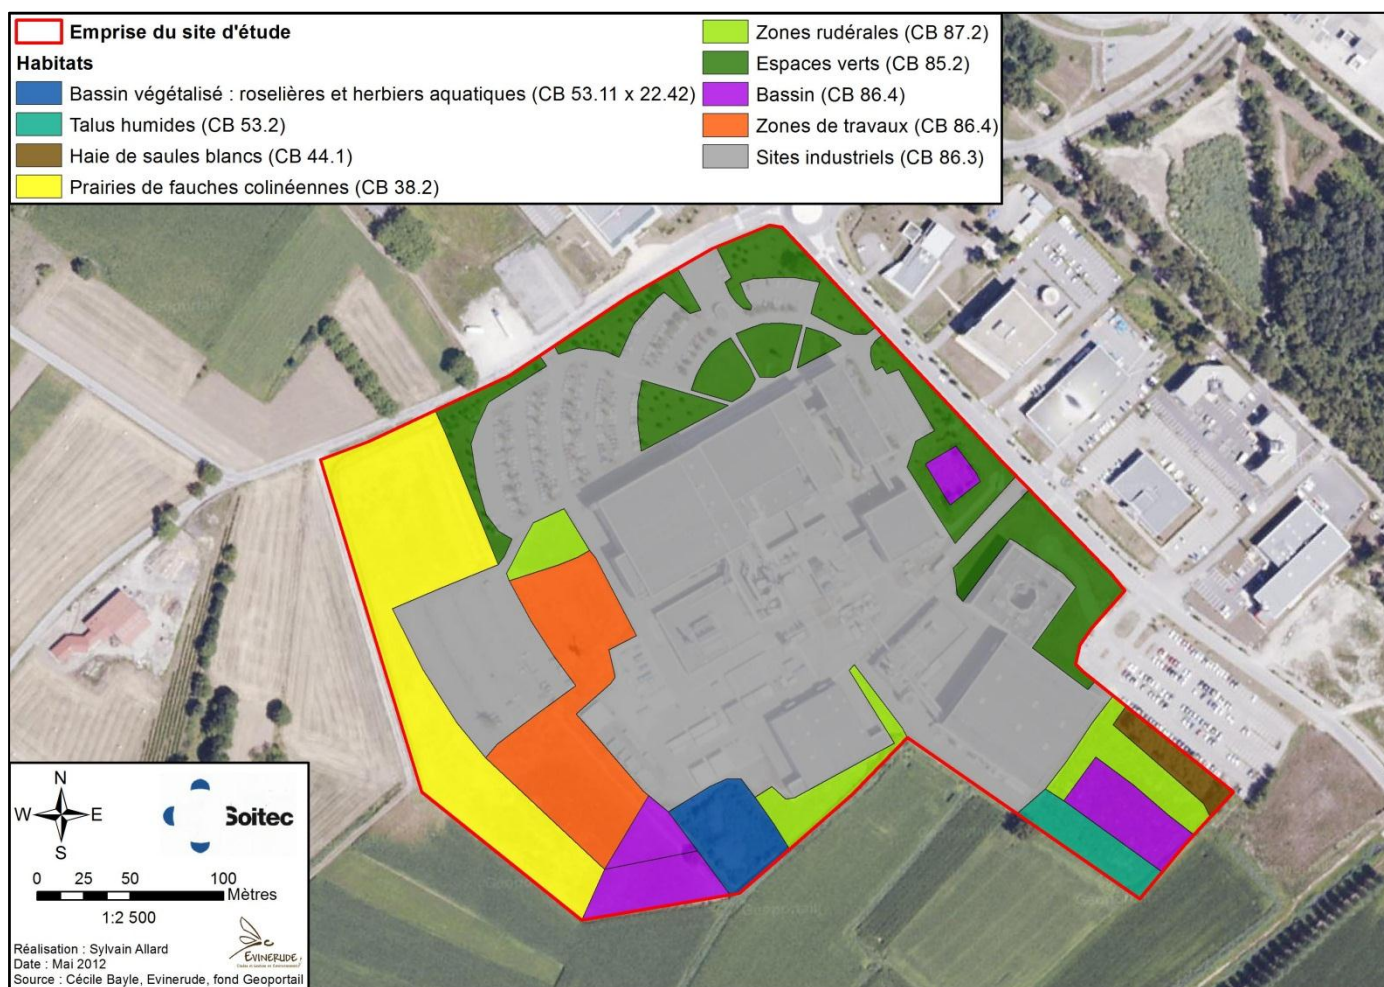 Emprise du site d'étude
Habitats
Bassin végétalisé : roselières et herbiers aquatiques (CB 53.11 x 22.42)
Talus humides (CB 53.2)
Haie de saules blancs (CB 44.1)
Prairies de fauches colinéennes (CB 38.2)
Zones rudérales (CB 87.2)
Espaces verts (CB 85.2)
Bassin (CB 86.4)
Zones de travaux (CB 86.4)
Sites industriels (CB 86.3)
N
W E
S
Soitec
0 25 50 100
Mètres
1:2 500
Réalisation : Sylvain Allard
Date : Mai 2012
Source : Cécile Bayle, Evinerude, fond Geoportail
EVINERUDE
Geoportail